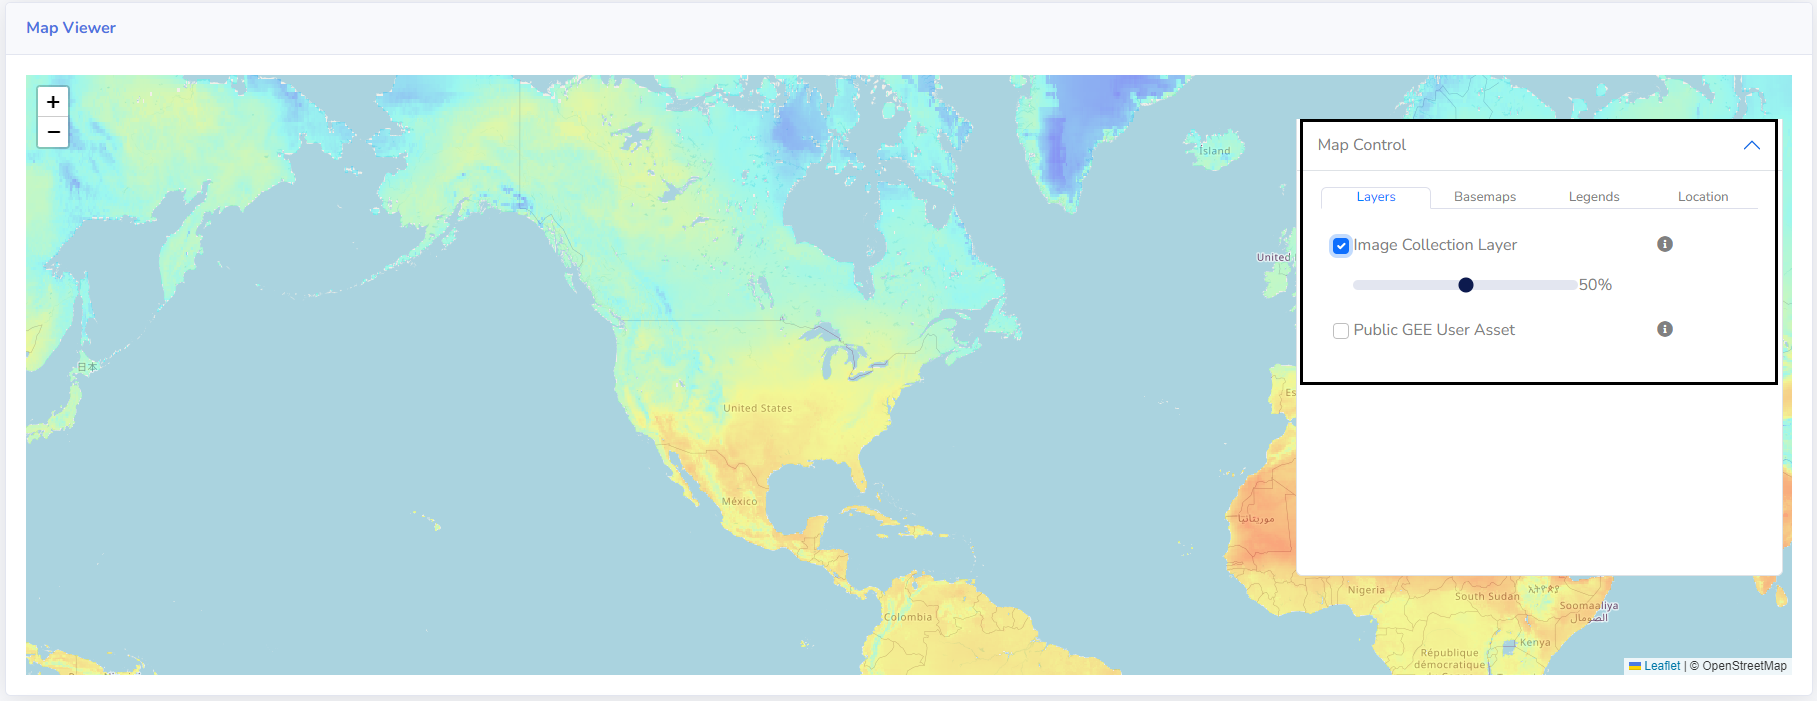 Map Viewer
+
−
Map Control
Layers
Basemaps
Legends
Location
Image Collection Layer
50%
Public GEE User Asset
Ísland
United
日本
United States
México
Es
موريتانيا
Nigeria
South Sudan
ኢትዮጵያ
Soomaaliya
الصومال
Colombia
Kenya
République
démocratique
Leaflet | © OpenStreetMap